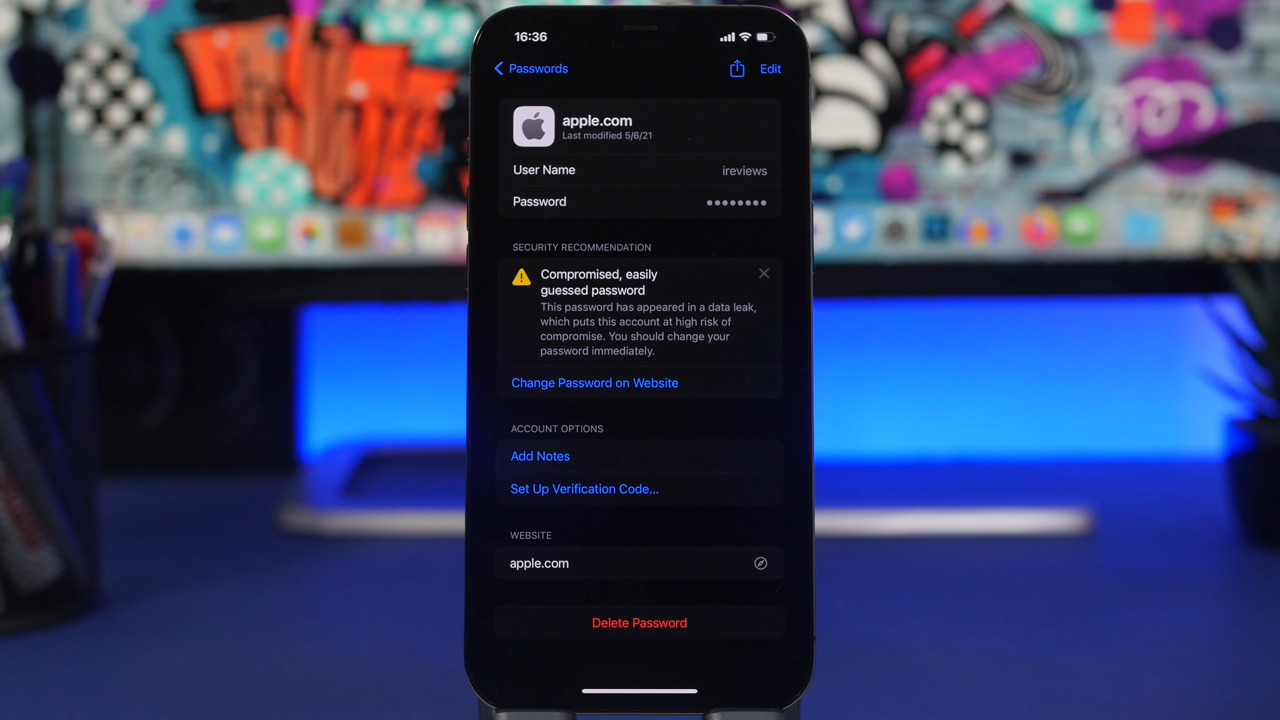 16:36
Passwords
Edit
apple.com
Last modified 5/6/21
User Name
ireviews
Password
••••••••
SECURITY RECOMMENDATION
Compromised, easily
guessed password
This password has appeared in a data leak,
which puts this account at high risk of
compromise. You should change your
password immediately.
Change Password on Website
ACCOUNT OPTIONS
Add Notes
Set Up Verification Code...
WEBSITE
apple.com
Delete Password